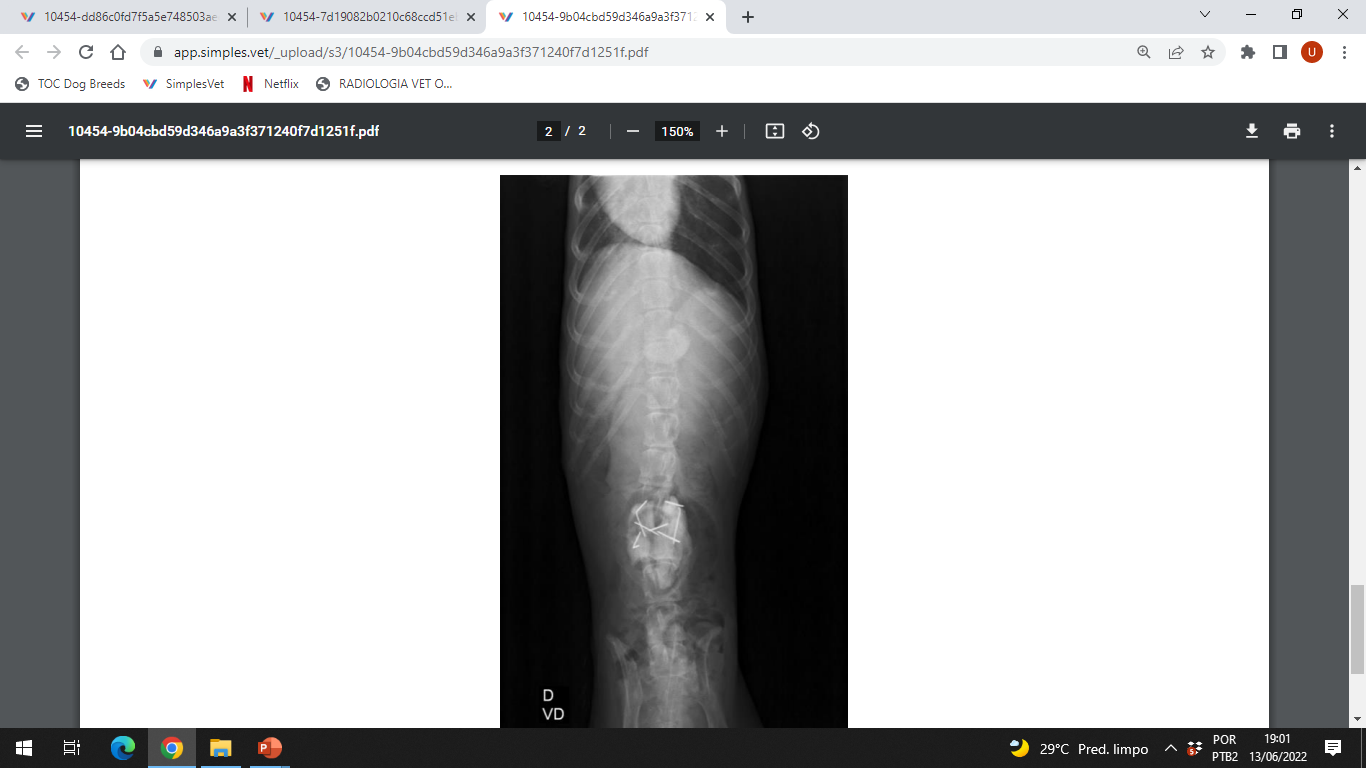 10454-dd86c0fd7f5a5e748503ae
10454-7d19082b0210c68ccd51e
10454-9b04cbd59d346a9a3f371
app.simples.vet/_upload/s3/10454-9b04cbd59d346a9a3f371240f7d1251f.pdf
U
TOC Dog Breeds
SimplesVet
Netflix
RADIOLOGIA VET O...
10454-9b04cbd59d346a9a3f371240f7d1251f.pdf
2 / 2
150%
D
VD
29°C Pred. limpo
POR
PTB2
19:01
13/06/2022